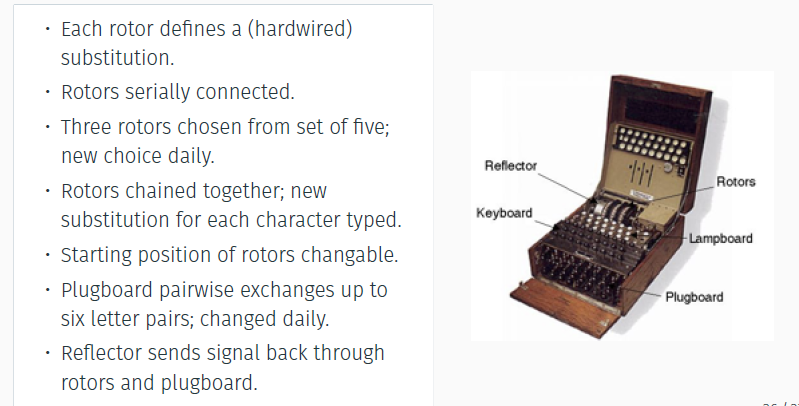 • Each rotor defines a (hardwired)
substitution.
• Rotors serially connected.
• Three rotors chosen from set of five;
new choice daily.
• Rotors chained together; new
substitution for each character typed.
• Starting position of rotors changable.
• Plugboard pairwise exchanges up to
six letter pairs; changed daily.
• Reflector sends signal back through
rotors and plugboard.
Reflector
Rotors
Keyboard
Lampboard
Plugboard